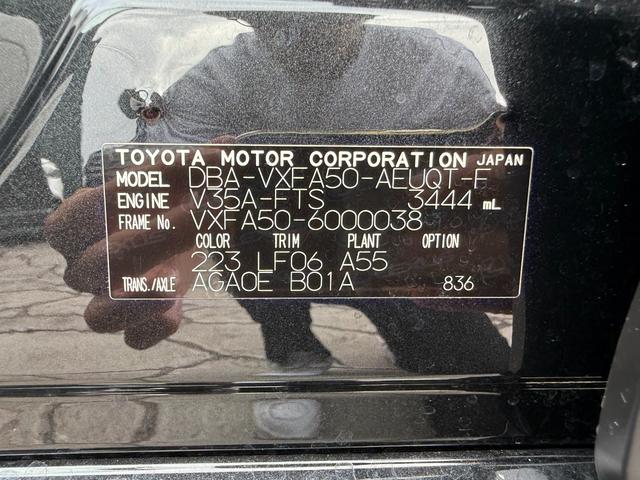 TOYOTA MOTOR CORPORATION JAPAN
MODEL DBA-VXFA50-AEUQT-F
ENGINE V35A-FTS 3444 mL
FRAME No. VXFA50-6000038
COLOR TRIM PLANT OPTION
223 LF06 A55
TRANS./AXLE AGA0E B01A 836